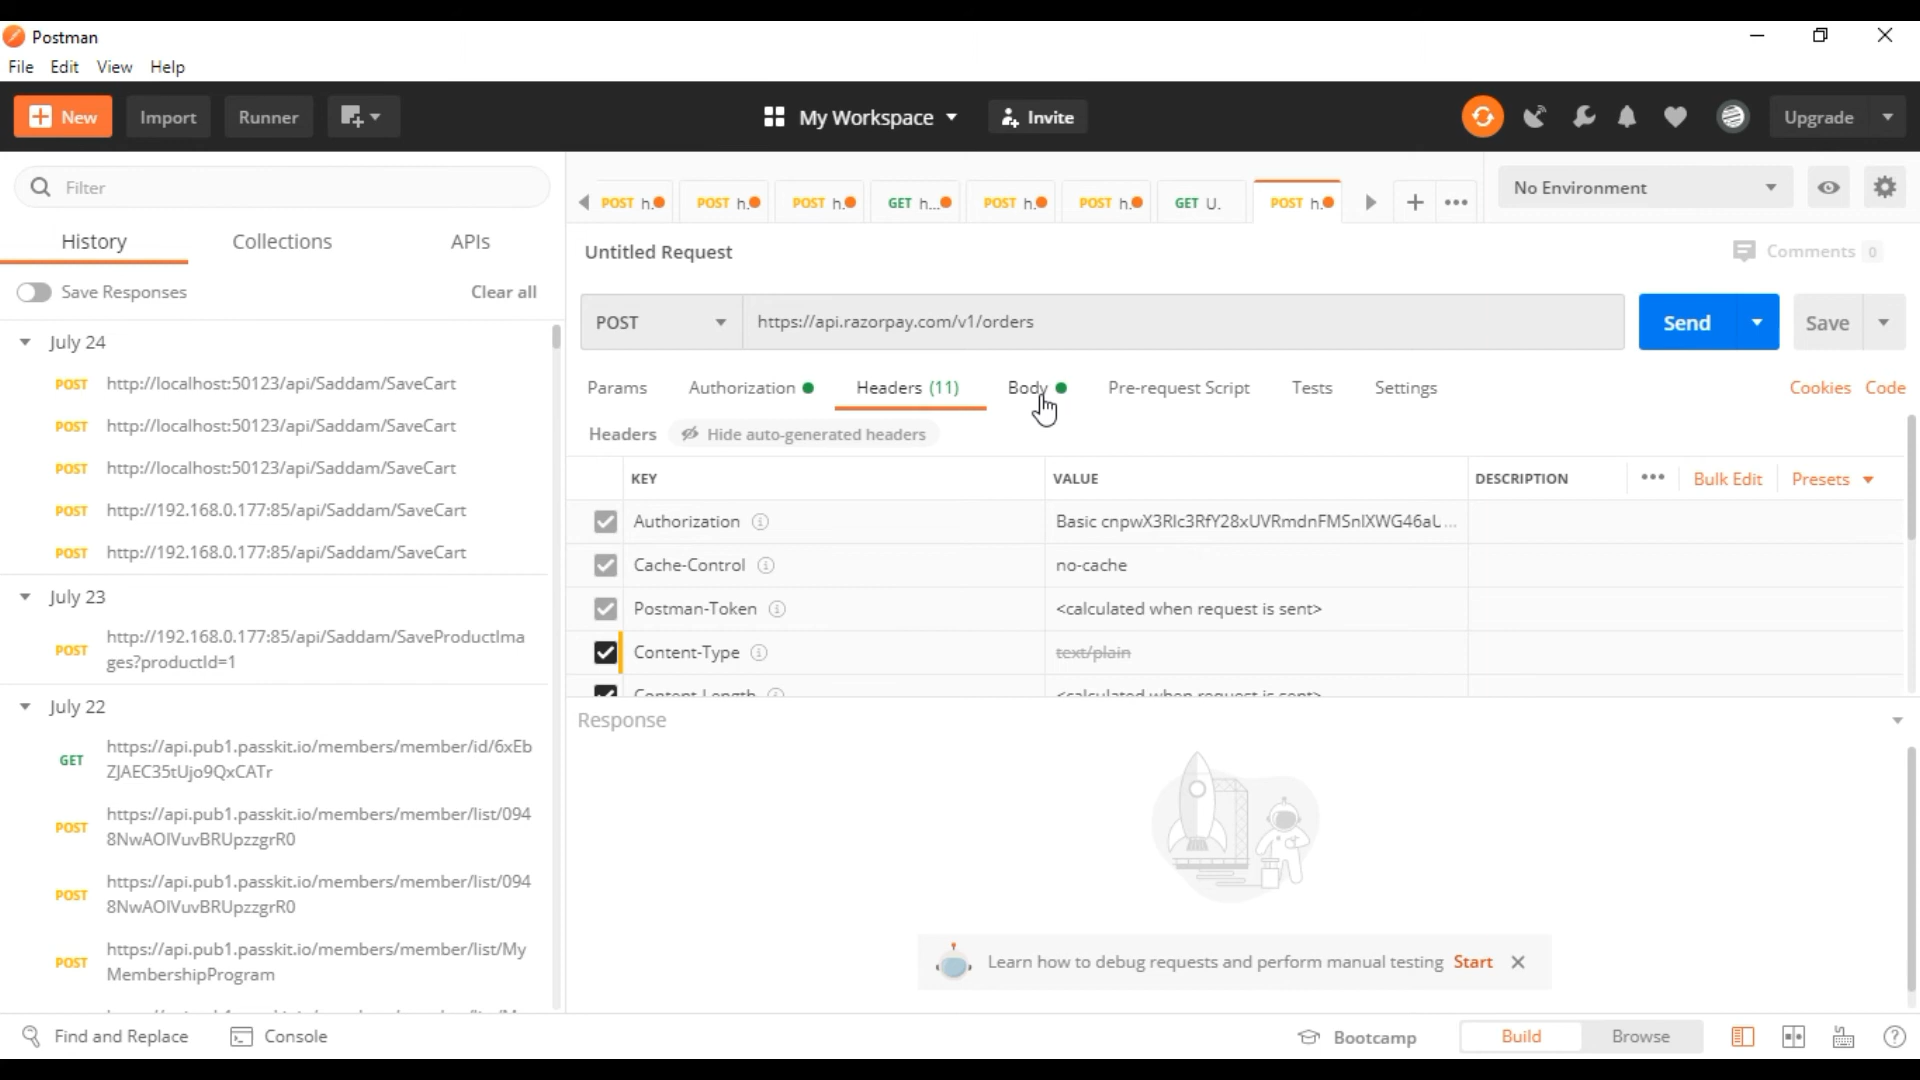 Postman
File Edit View Help
New Import Runner My Workspace Invite Upgrade
Filter
POST h. POST h. POST h. GET h... POST h. POST h. GET U. POST h.
No Environment
History Collections APIs
Untitled Request
Comments 0
Save Responses Clear all
POST https://api.razorpay.com/v1/orders Send Save
July 24
POST http://localhost:50123/api/Saddam/SaveCart
POST http://localhost:50123/api/Saddam/SaveCart
POST http://localhost:50123/api/Saddam/SaveCart
POST http://192.168.0.177:85/api/Saddam/SaveCart
POST http://192.168.0.177:85/api/Saddam/SaveCart
July 23
POST http://192.168.0.177:85/api/Saddam/SaveProductIma
ges?productId=1
July 22
GET https://api.pub1.passkit.io/members/member/id/6xEb
ZJAEC35tUjo9QxCATr
POST https://api.pub1.passkit.io/members/member/list/094
8NwAOIVuvBRUpzzgrR0
POST https://api.pub1.passkit.io/members/member/list/094
8NwAOIVuvBRUpzzgrR0
POST https://api.pub1.passkit.io/members/member/list/My
MembershipProgram
Params Authorization Headers (11) Body Pre-request Script Tests Settings Cookies Code
Headers Hide auto-generated headers
KEY VALUE DESCRIPTION Bulk Edit Presets
Authorization Basic cnpwX3Rlc3RfY28xUVRmdnFMSnlXWG46aL...
Cache-Control no-cache
Postman-Token <calculated when request is sent>
Content-Type text/plain
Content-Length <calculated when request is sent>
Response
Learn how to debug requests and perform manual testing Start
Find and Replace Console Bootcamp Build Browse